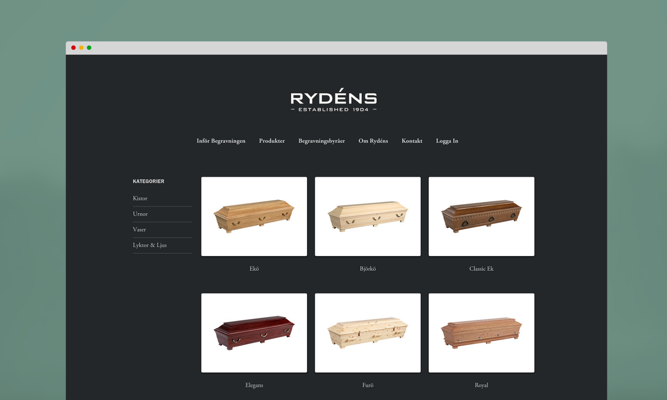 RYDÉNS
– ESTABLISHED 1904 –
Inför Begravningen Produkter Begravningsbyråer Om Rydéns Kontakt Logga In
KATEGORIER
Kistor
Urnor
Vaser
Lyktor & Ljus
Ekö
Björkö
Classic Ek
Elegans
Furö
Royal